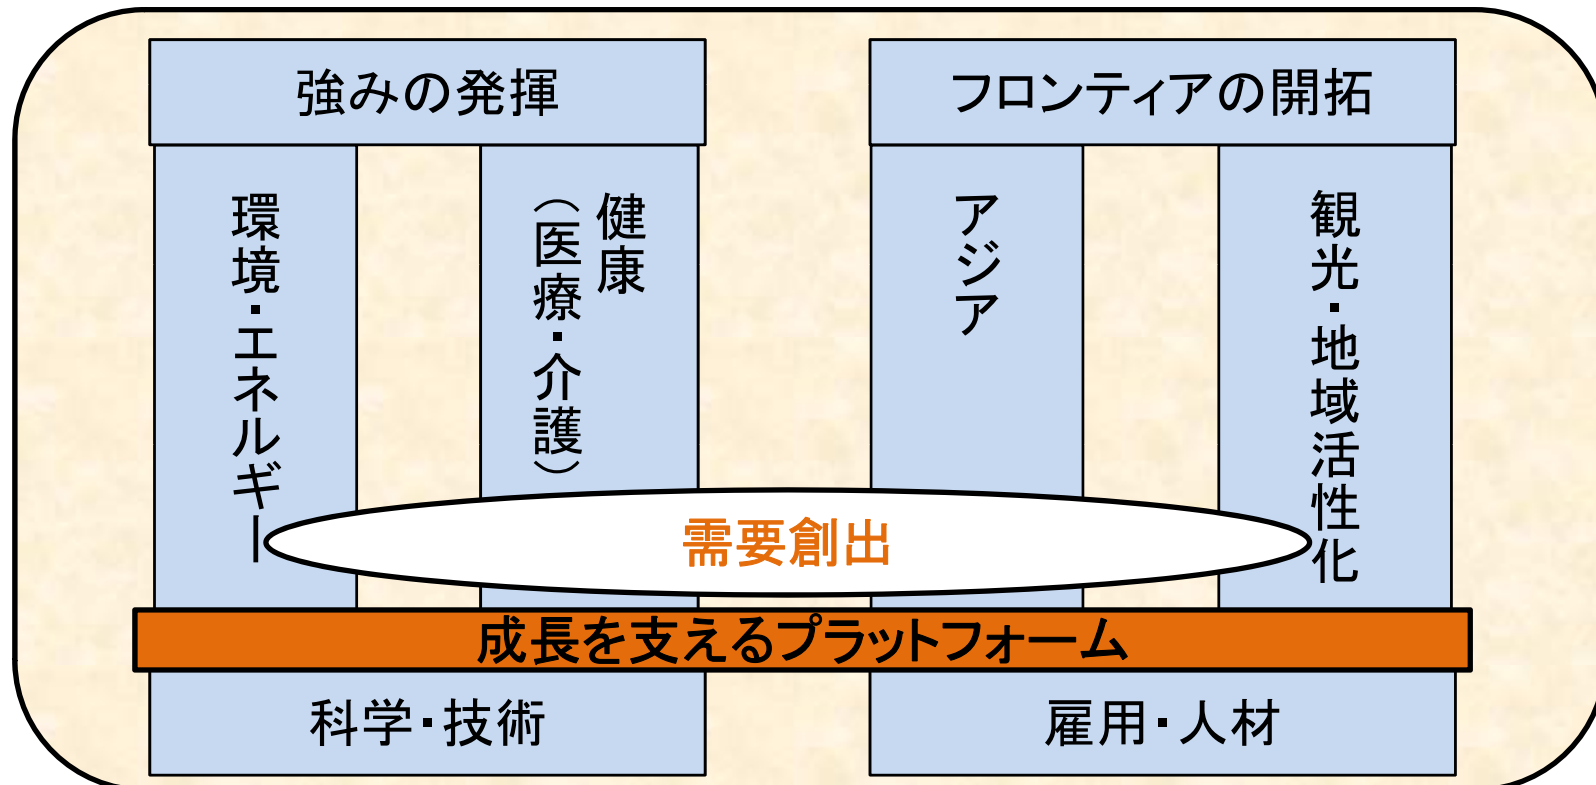 強みの発揮
フロンティアの開拓
環境・エネルギー
健康
（医療・介護）
アジア
観光・地域活性化
需要創出
成長を支えるプラットフォーム
科学・技術
雇用・人材